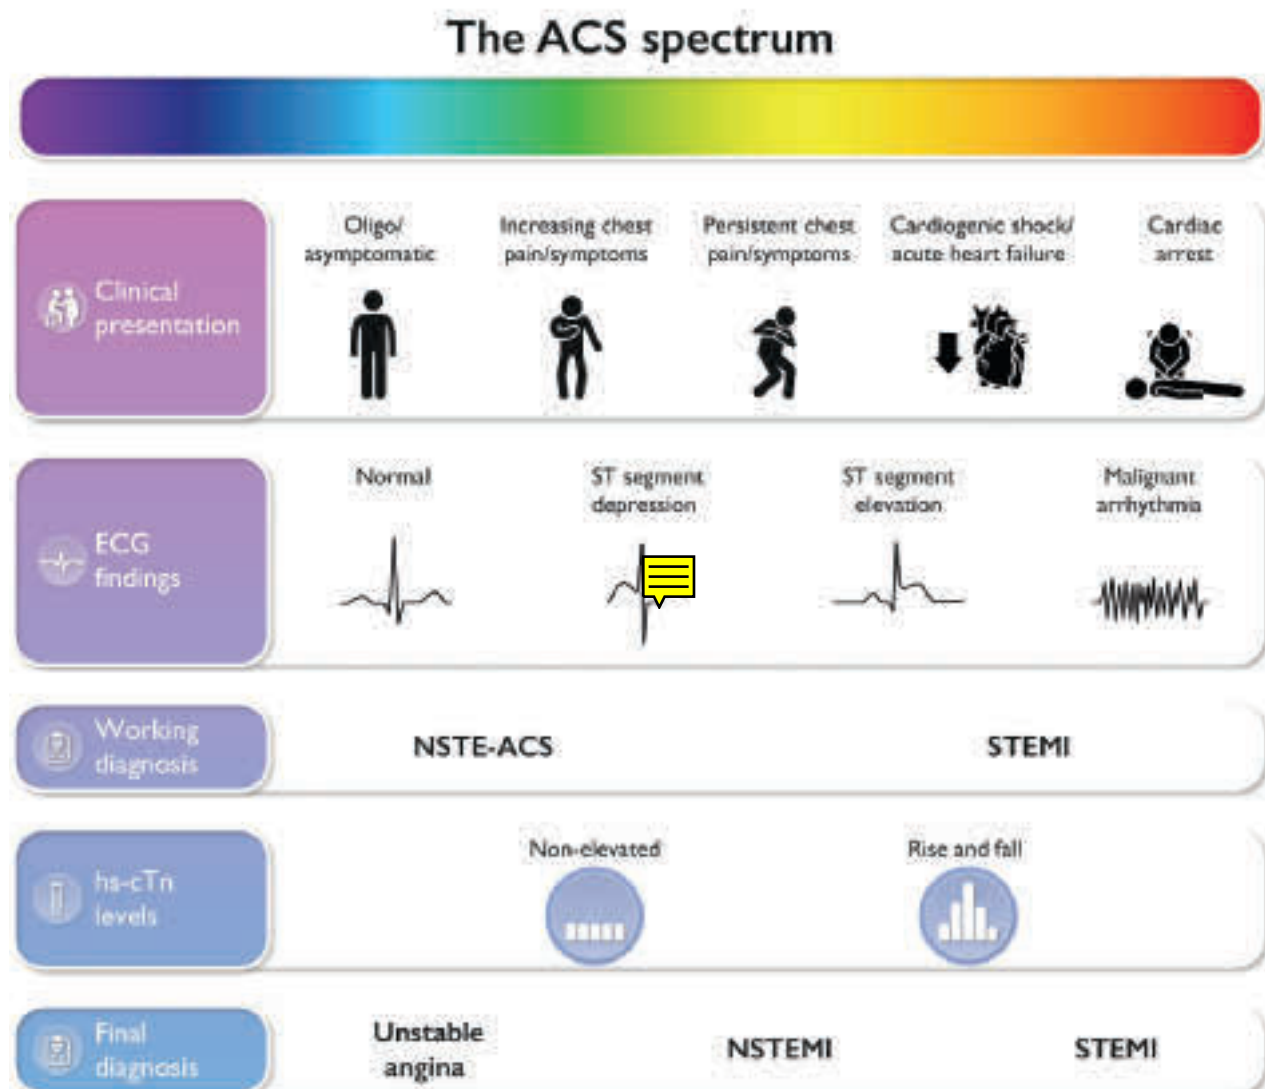 The ACS spectrum
Clinical
presentation
Oligo/
asymptomatic
Increasing chest
pain/symptoms
Persistent chest
pain/symptoms
Cardiogenic shock/
acute heart failure
Cardiac
arrest
ECG
findings
Normal
ST segment
depression
ST segment
elevation
Malignant
arrhythmia
Working
diagnosis
NSTE-ACS
STEMI
hs-cTn
levels
Non-elevated
Rise and fall
Final
diagnosis
Unstable
angina
NSTEMI
STEMI